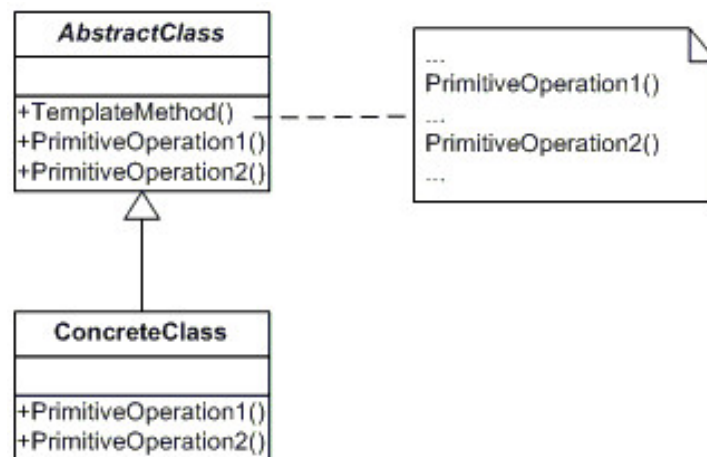 AbstractClass
+TemplateMethod()
+PrimitiveOperation1()
+PrimitiveOperation2()
...
PrimitiveOperation1()
...
PrimitiveOperation2()
...
ConcreteClass
+PrimitiveOperation1()
+PrimitiveOperation2()